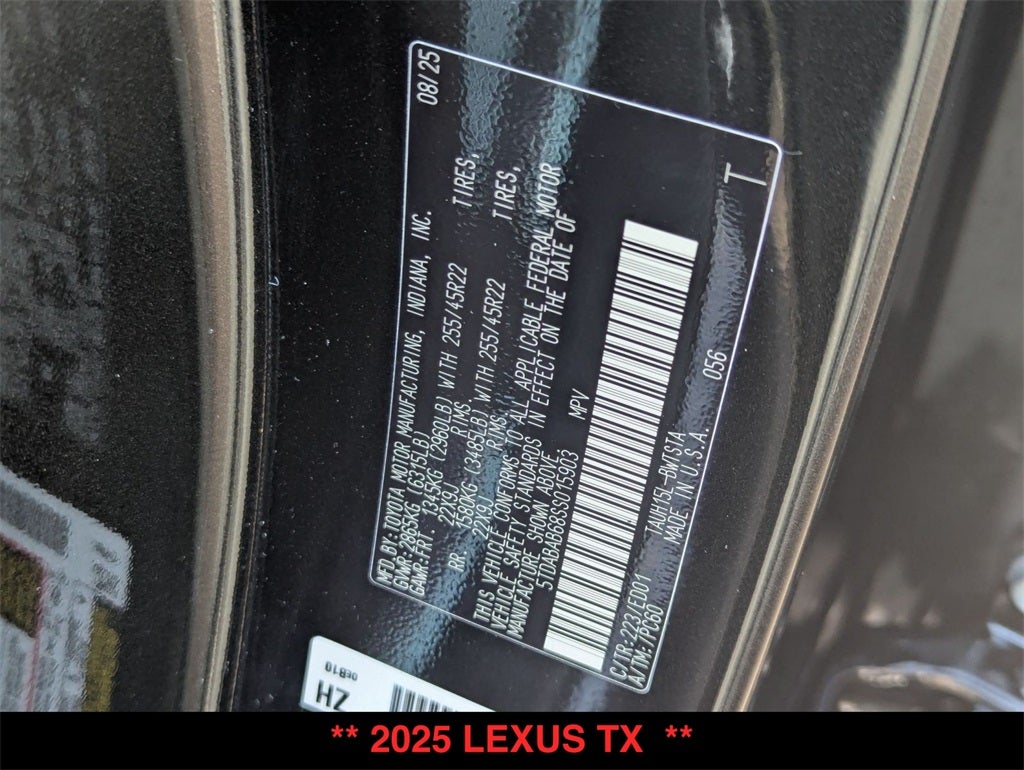 MFD.BY:TOYOTA MOTOR MANUFACTURING, INDIANA, INC. 08/25
GVWR:2865KG (6315LB)
GAWR:FRT. 1345KG (2960LB) WITH 255/45R22 TIRES,
22X9J RIMS
RR 1580KG (3485LB) WITH 255/45R22 TIRES,
22X9J RIMS
THIS VEHICLE CONFORMS TO ALL APPLICABLE FEDERAL MOTOR
VEHICLE SAFETY STANDARDS IN EFFECT ON THE DATE OF
MANUFACTURE SHOWN ABOVE.
5TDABAB68SS015903 MPV
C/TR:223/ED01 TAUH15L-BWTSTA 056
A/TM:/PCG0 MADE IN U.S.A. T
ZH
0EB10
** 2025 LEXUS TX **